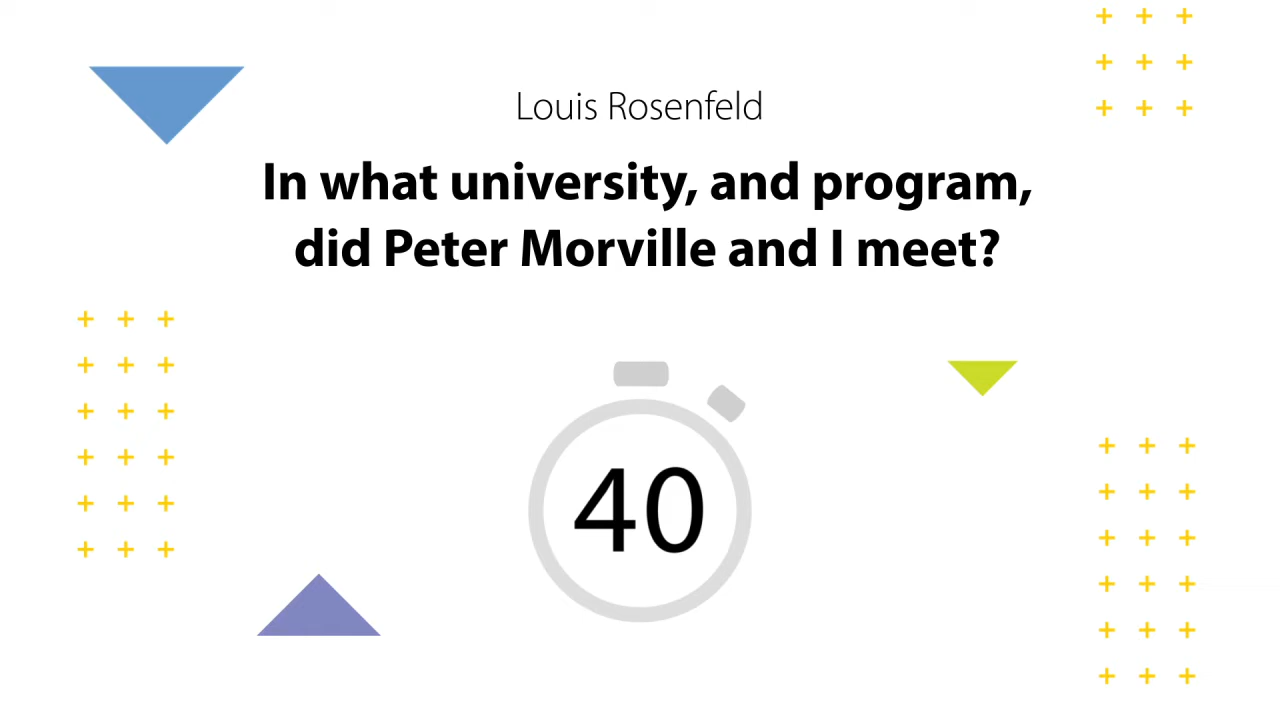 Louis Rosenfeld
In what university, and program,
did Peter Morville and I meet?
40